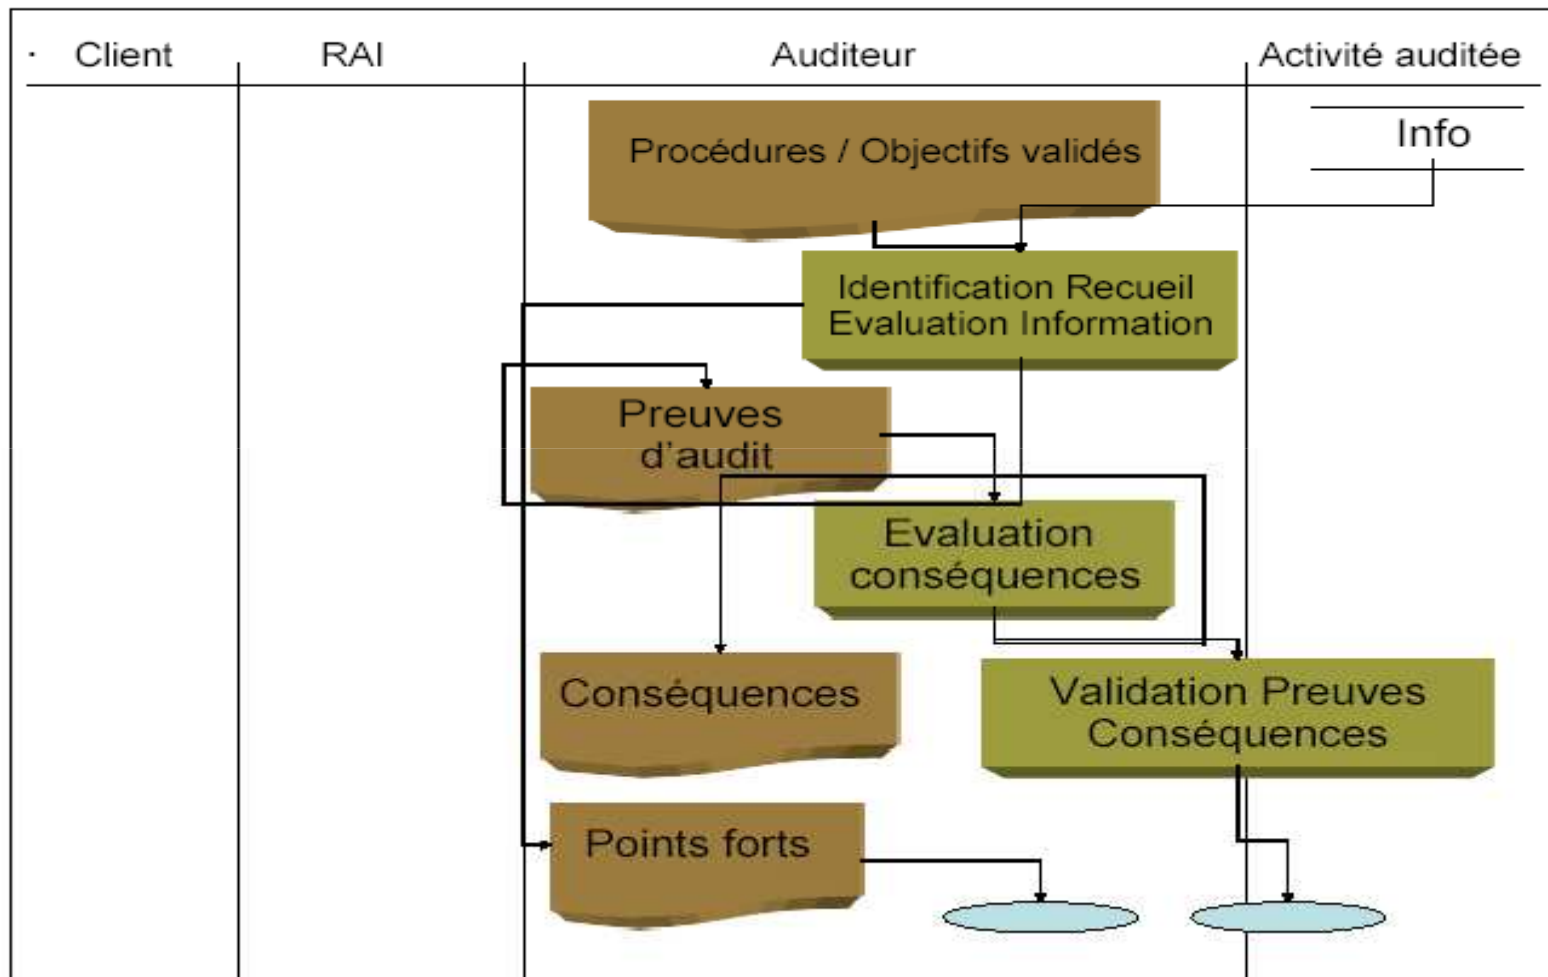 · Client RAI Auditeur Activité auditée
Procédures / Objectifs validés
Info
Identification Recueil
Evaluation Information
Preuves
d'audit
Evaluation
conséquences
Conséquences
Validation Preuves
Conséquences
Points forts